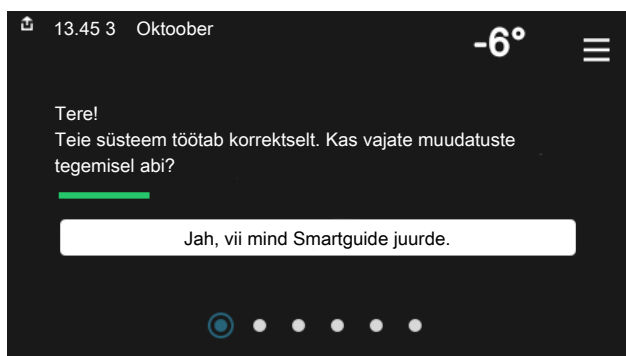 13.45 3 Oktoober
-6°
Tere!
Teie süsteem töötab korrektselt. Kas vajate muudatuste
tegemisel abi?
Jah, vii mind Smartguide juurde.